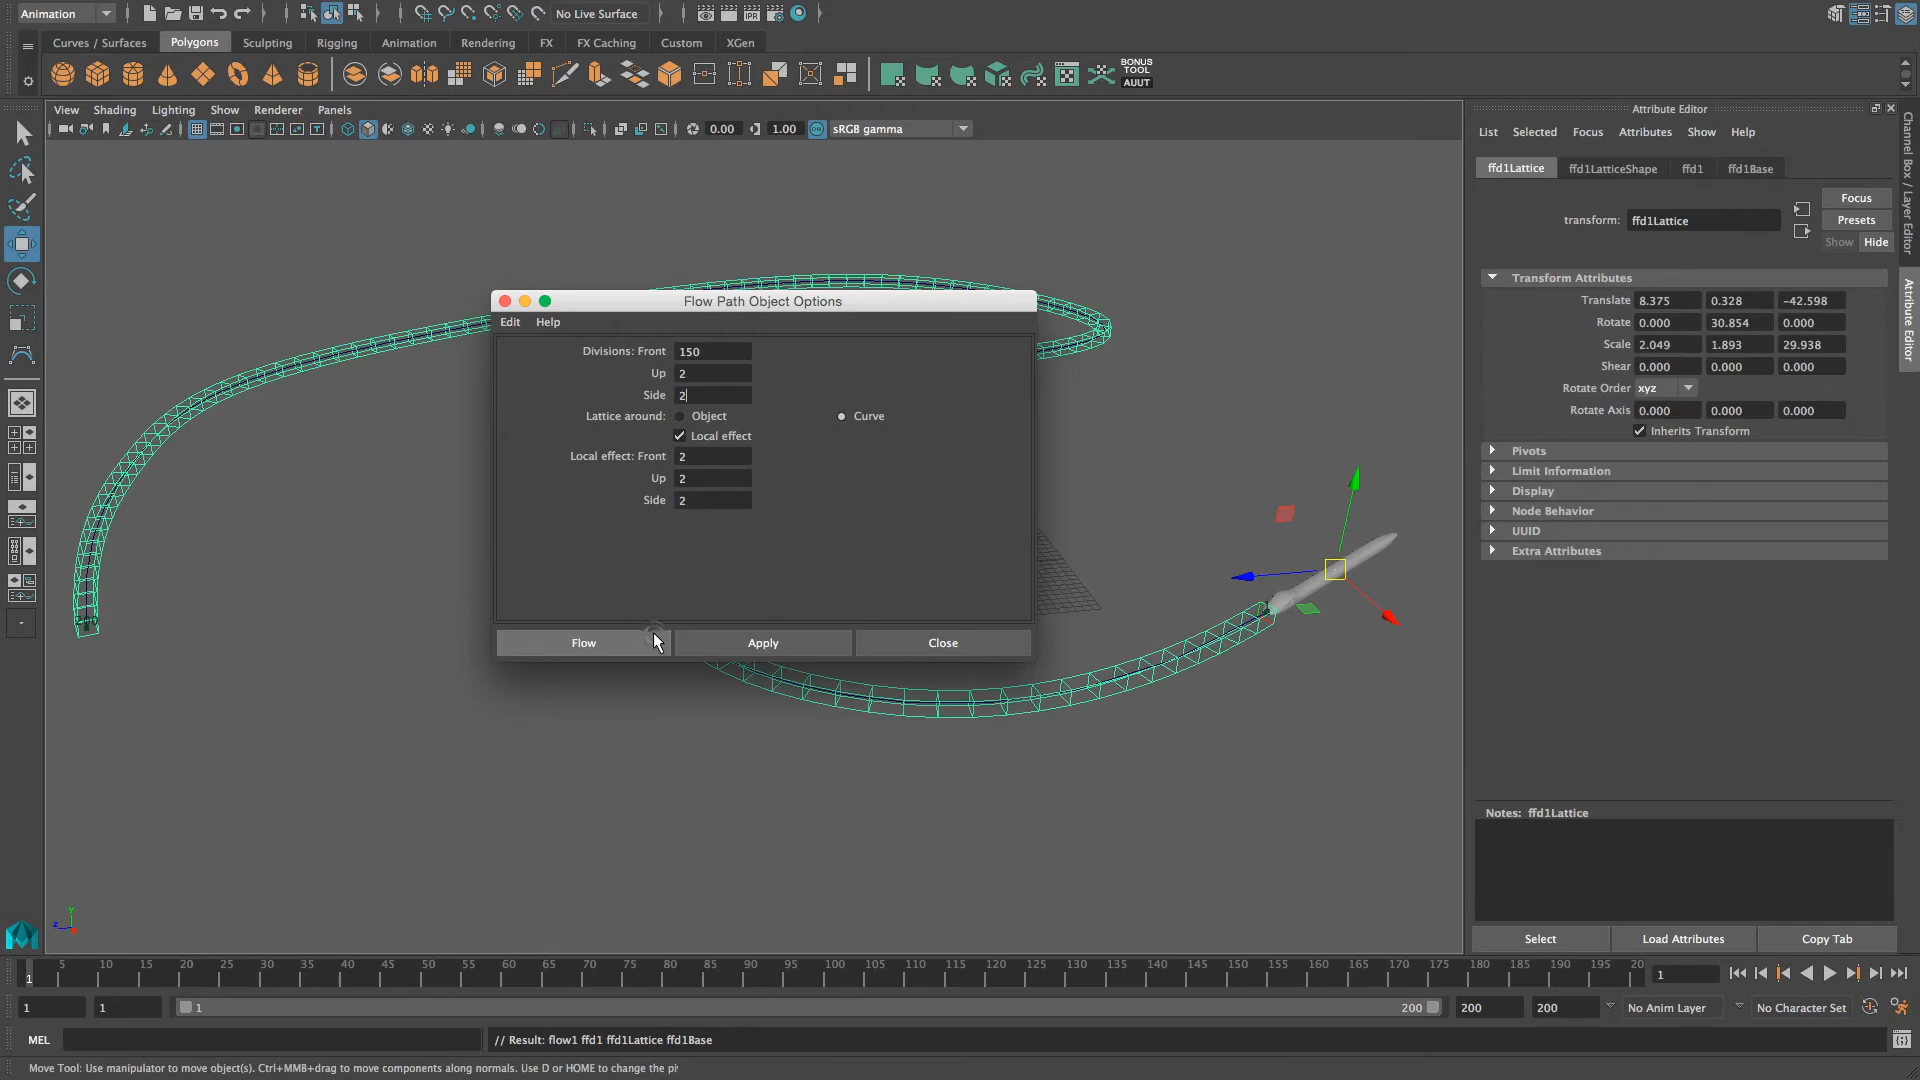 Animation
No Live Surface
Curves / Surfaces Polygons Sculpting Rigging Animation Rendering FX FX Caching Custom XGen
BONUS
TOOL
AUUT
IPR
View Shading Lighting Show Renderer Panels
0.00 1.00 ON sRGB gamma
Flow Path Object Options
Edit Help
Divisions: Front 150
Up 2
Side 2
Lattice around: Object Curve
Local effect
Local effect: Front 2
Up 2
Side 2
Flow Apply Close
Attribute Editor
List Selected Focus Attributes Show Help
ffd1Lattice ffd1LatticeShape ffd1 ffd1Base
transform: ffd1Lattice
Focus
Presets
Show Hide
Transform Attributes
Translate 8.375 0.328 -42.598
Rotate 0.000 30.854 0.000
Scale 2.049 1.893 29.938
Shear 0.000 0.000 0.000
Rotate Order xyz
Rotate Axis 0.000 0.000 0.000
Inherits Transform
Pivots
Limit Information
Display
Node Behavior
UUID
Extra Attributes
Notes: ffd1Lattice
Select Load Attributes Copy Tab
Channel Box / Layer Editor
Attribute Editor
y
z
x
1 5 10 15 20 25 30 35 40 45 50 55 60 65 70 75 80 85 90 95 100 105 110 115 120 125 130 135 140 145 150 155 160 165 170 175 180 185 190 195 20
1
1 1 1 200 200 200 No Anim Layer No Character Set
MEL // Result: flow1 ffd1 ffd1Lattice ffd1Base
Move Tool: Use manipulator to move object(s). Ctrl+MMB+drag to move components along normals. Use D or HOME to change the pi